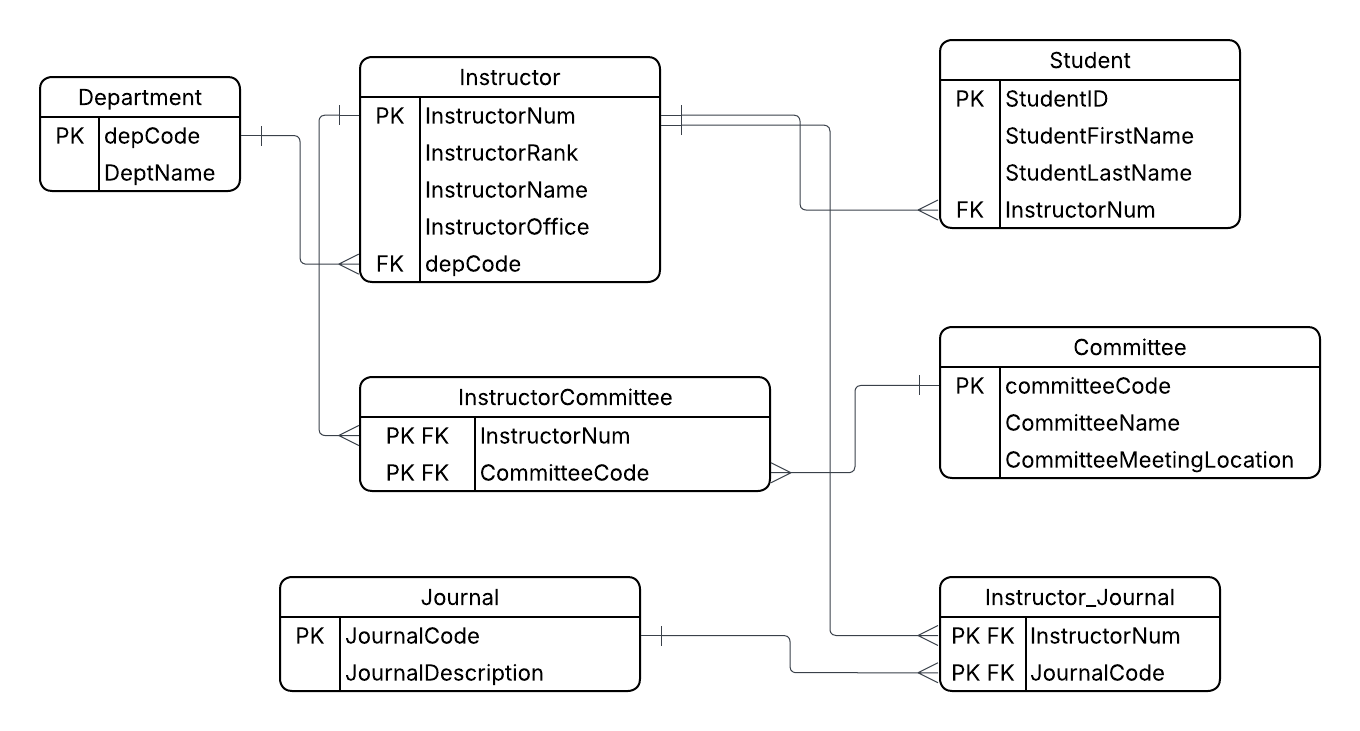 Department
PK depCode
DeptName
Instructor
PK InstructorNum
InstructorRank
InstructorName
InstructorOffice
FK depCode
Student
PK StudentID
StudentFirstName
StudentLastName
FK InstructorNum
InstructorCommittee
PK FK InstructorNum
PK FK CommitteeCode
Committee
PK committeeCode
CommitteeName
CommitteeMeetingLocation
Journal
PK JournalCode
JournalDescription
Instructor_Journal
PK FK InstructorNum
PK FK JournalCode